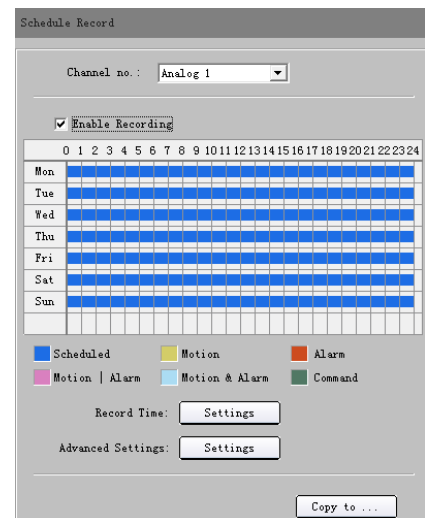 Schedule Record
Channel no.: Analog 1
Enable Recording
0 1 2 3 4 5 6 7 8 9 10 11 12 13 14 15 16 17 18 19 20 21 22 23 24
Mon
Tue
Wed
Thu
Fri
Sat
Sun
Scheduled Motion Alarm
Motion | Alarm Motion & Alarm Command
Record Time: Settings
Advanced Settings: Settings
Copy to ...